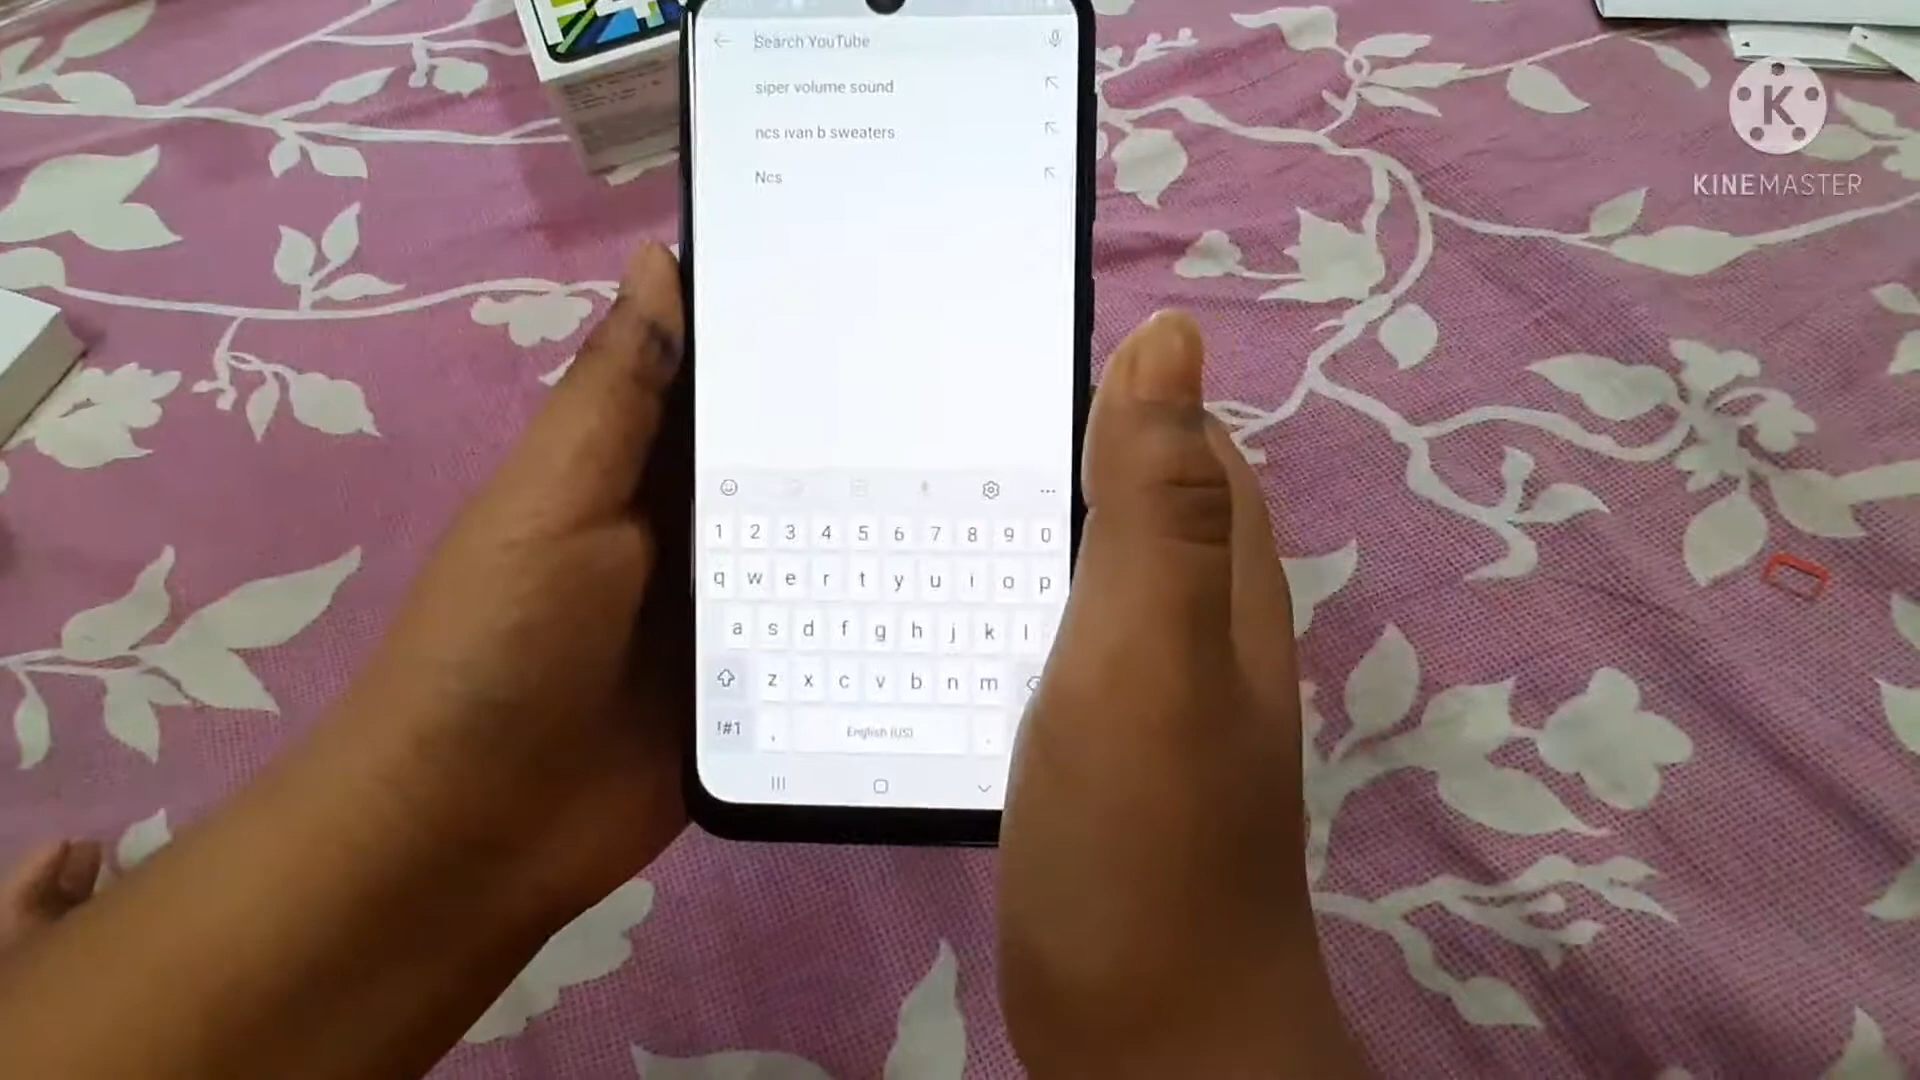 F41
Search YouTube
siper volume sound
ncs ivan b sweaters
Ncs
1 2 3 4 5 6 7 8 9 0
q w e r t y u i o p
a s d f g h j k l
z x c v b n m
!#1 , English (US) .
K
KINEMASTER